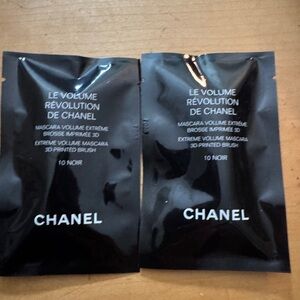 LE VOLUME
RÉVOLUTION
DE CHANEL
MASCARA VOLUME EXTRÊME
BROSSE IMPRIMÉE 3D
EXTREME VOLUME MASCARA
3D-PRINTED BRUSH
10 NOIR
CHANEL
LE VOLUME
RÉVOLUTION
DE CHANEL
MASCARA VOLUME EXTRÊME
BROSSE IMPRIMÉE 3D
EXTREME VOLUME MASCARA
3D-PRINTED BRUSH
10 NOIR
CHANEL